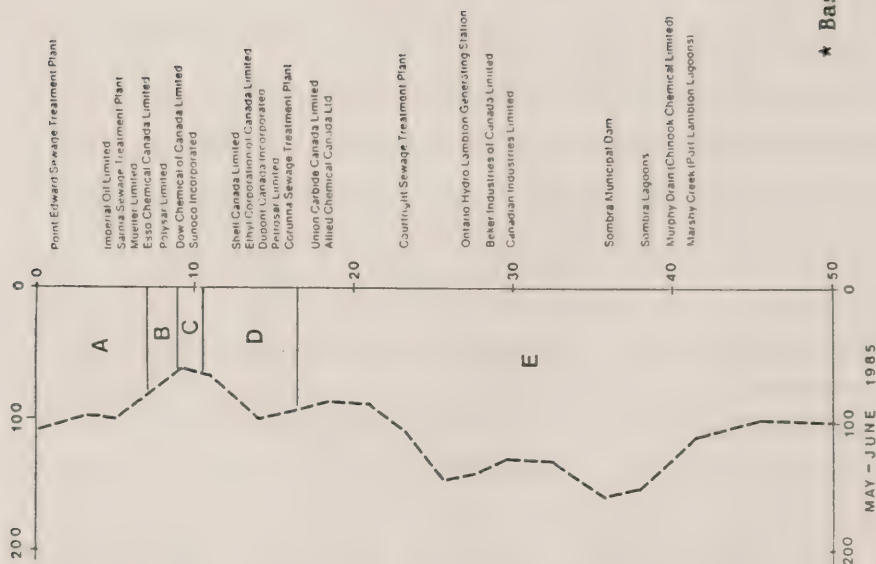 Point Edward Sewage Treatment Plant
Imperial Oil Limited
Sarnia Sewage Treatment Plant
Mueller Limited
Esso Chemical Canada Limited
Polysar Limited
Dow Chemical of Canada Limited
Sunoco Incorporated
Shell Canada Limited
Ethyl Corporation of Canada Limited
Dupont Canada Incorporated
Petrosar Limited
Corunna Sewage Treatment Plant
Union Carbide Canada Limited
Allied Chemical Canada Ltd
Courtright Sewage Treatment Plant
Ontario Hydro Lambton Generating Station
Beker Industries of Canada Limited
Canadian Industries Limited
Sombra Municipal Dam
Sombra Lagoons
Murphy Drain (Chinook Chemical Limited)
Marshy Creek (Port Lambton Lagoons)
0
10
20
30
40
50
0
100
200
A
B
C
D
E
0
100
200
MAY - JUNE 1985
★ Bas